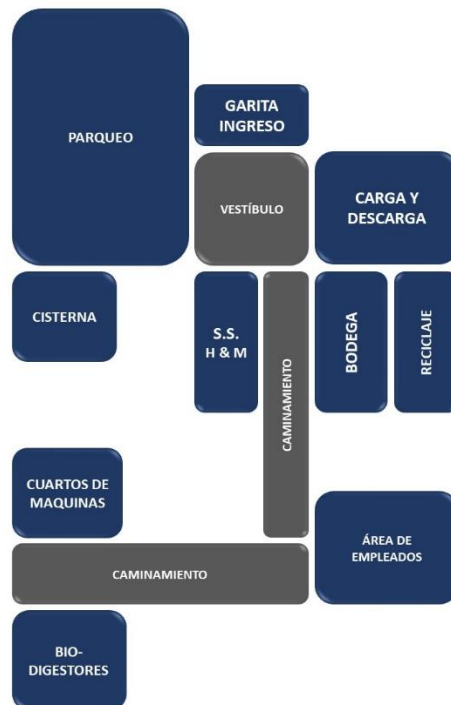 PARQUEO
GARITA
INGRESO
VESTÍBULO
CARGA Y
DESCARGA
CISTERNA
S.S.
H & M
CAMINAMIENTO
BODEGA
RECICLAJE
CUARTOS DE
MAQUINAS
ÁREA DE
EMPLEADOS
CAMINAMIENTO
BIO-
DIGESTORES